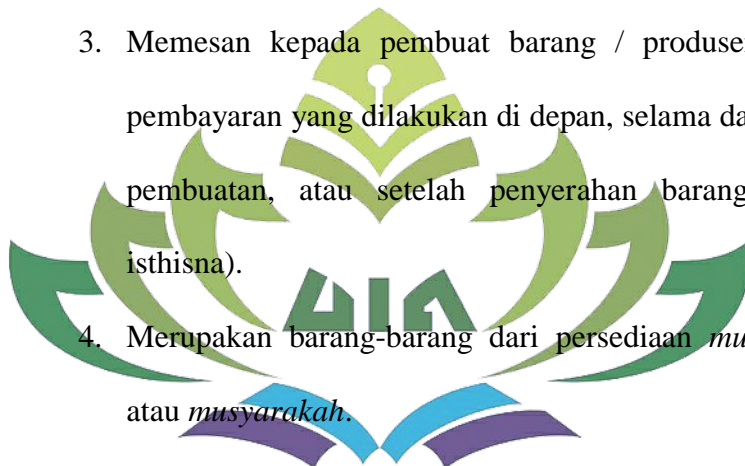 3. Memesan kepada pembuat barang / produse
pembayaran yang dilakukan di depan, selama da
pembuatan, atau setelah penyerahan barang
isthisna).
UIN
4. Merupakan barang-barang dari persediaan mu
atau musyarakah.